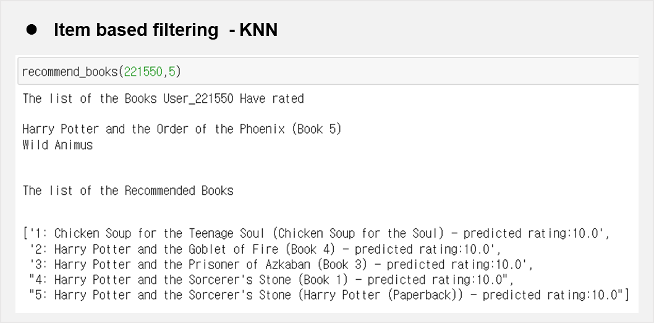 ● Item based filtering - KNN
recommend_books(221550,5)
The list of the Books User_221550 Have rated
Harry Potter and the Order of the Phoenix (Book 5)
Wild Animus
The list of the Recommended Books
['1: Chicken Soup for the Teenage Soul (Chicken Soup for the Soul) - predicted rating:10.0',
'2: Harry Potter and the Goblet of Fire (Book 4) - predicted rating:10.0',
'3: Harry Potter and the Prisoner of Azkaban (Book 3) - predicted rating:10.0',
"4: Harry Potter and the Sorcerer's Stone (Book 1) - predicted rating:10.0",
"5: Harry Potter and the Sorcerer's Stone (Harry Potter (Paperback)) - predicted rating:10.0"]